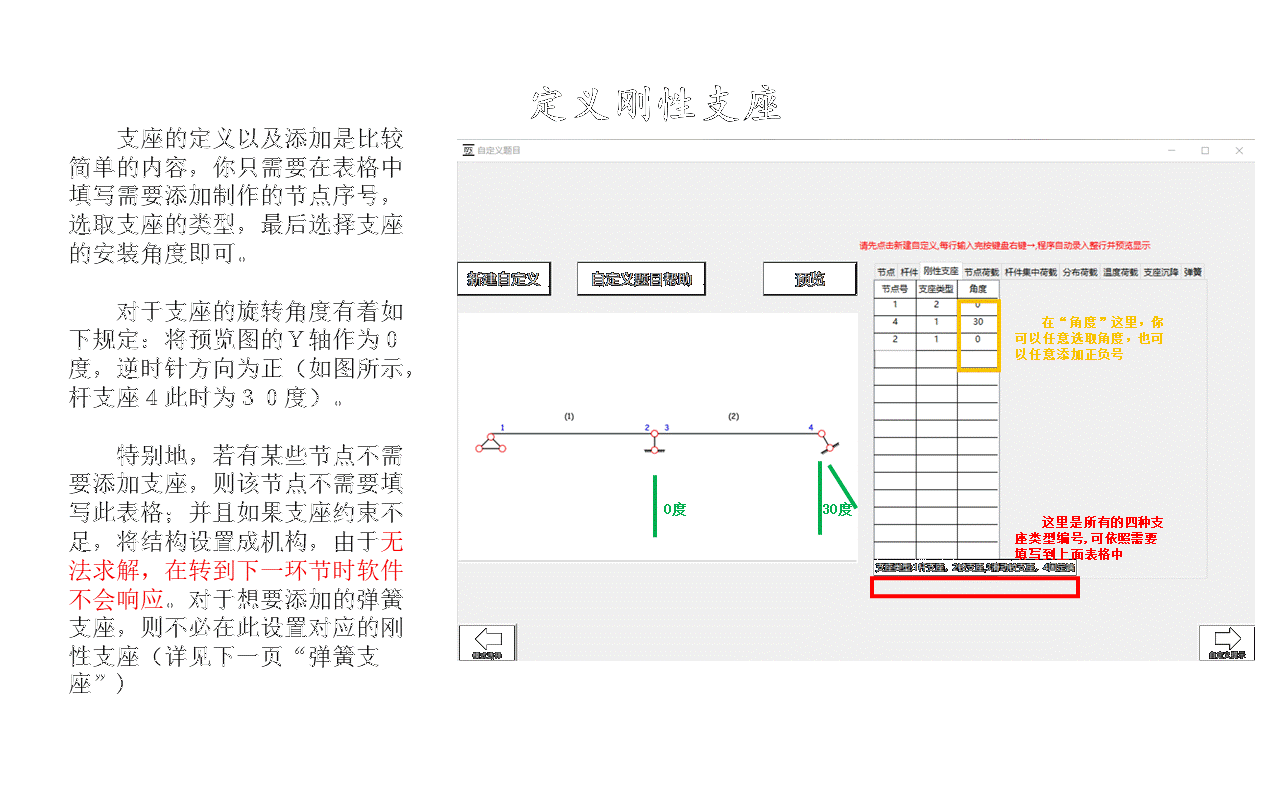 定义刚性支座
支座的定义以及添加是比较
简单的内容，你只需要在表格中
填写需要添加制作的节点序号，
选取支座的类型，最后选择支座
的安装角度即可。
对于支座的旋转角度有着如
下规定：将预览图的Y轴作为0
度，逆时针方向为正（如图所示，
杆支座4此时为30度）。
特别地，若有某些节点不需
要添加支座，则该节点不需要填
写此表格；并且如果支座约束不
足，将结构设置成机构，由于无
法求解，在转到下一环节时软件
不会响应。对于想要添加的弹簧
支座，则不必在此设置对应的刚
性支座（详见下一页“弹簧支
座”）
自定义题目
请先点击新建自定义,每行输入完按键盘右键→,程序自动录入整行并预览显示
新建自定义 自定义题目帮助 预览
节点 杆件 刚性支座 节点荷载 杆件集中荷载 分布荷载 温度荷载 支座沉降 弹簧
节点号 支座类型 角度
1 2 0
4 1 30
2 1 0
在“角度”这里，你
可以任意选取角度，也可
以任意添加正负号
(1) (2)
1 2 3 4
0度 30度
这里是所有的四种支
座类型编号,可依照需要
填写到上面表格中